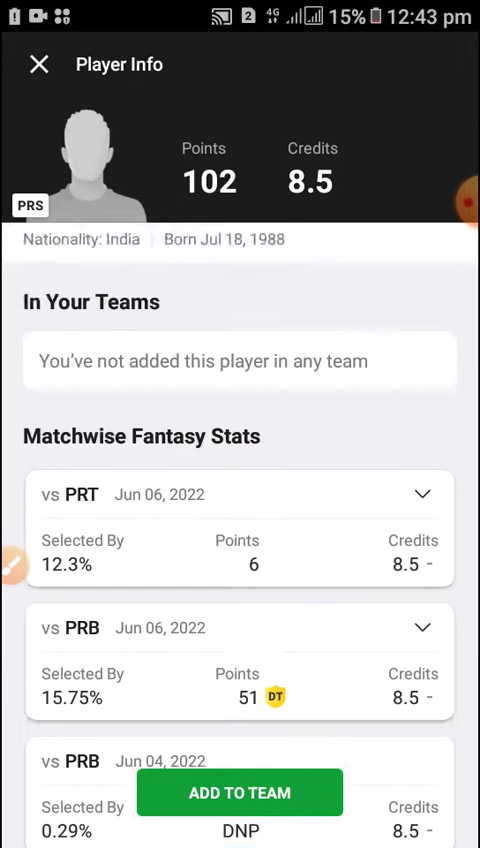 2 4G 15% 12:43 pm
Player Info
Points Credits
102 8.5
PRS
Nationality: India Born Jul 18, 1988
In Your Teams
You’ve not added this player in any team
Matchwise Fantasy Stats
vs PRT Jun 06, 2022
Selected By Points Credits
12.3% 6 8.5 -
vs PRB Jun 06, 2022
Selected By Points Credits
15.75% 51 DT 8.5 -
vs PRB Jun 04, 2022
ADD TO TEAM
Selected By Credits
0.29% DNP 8.5 -